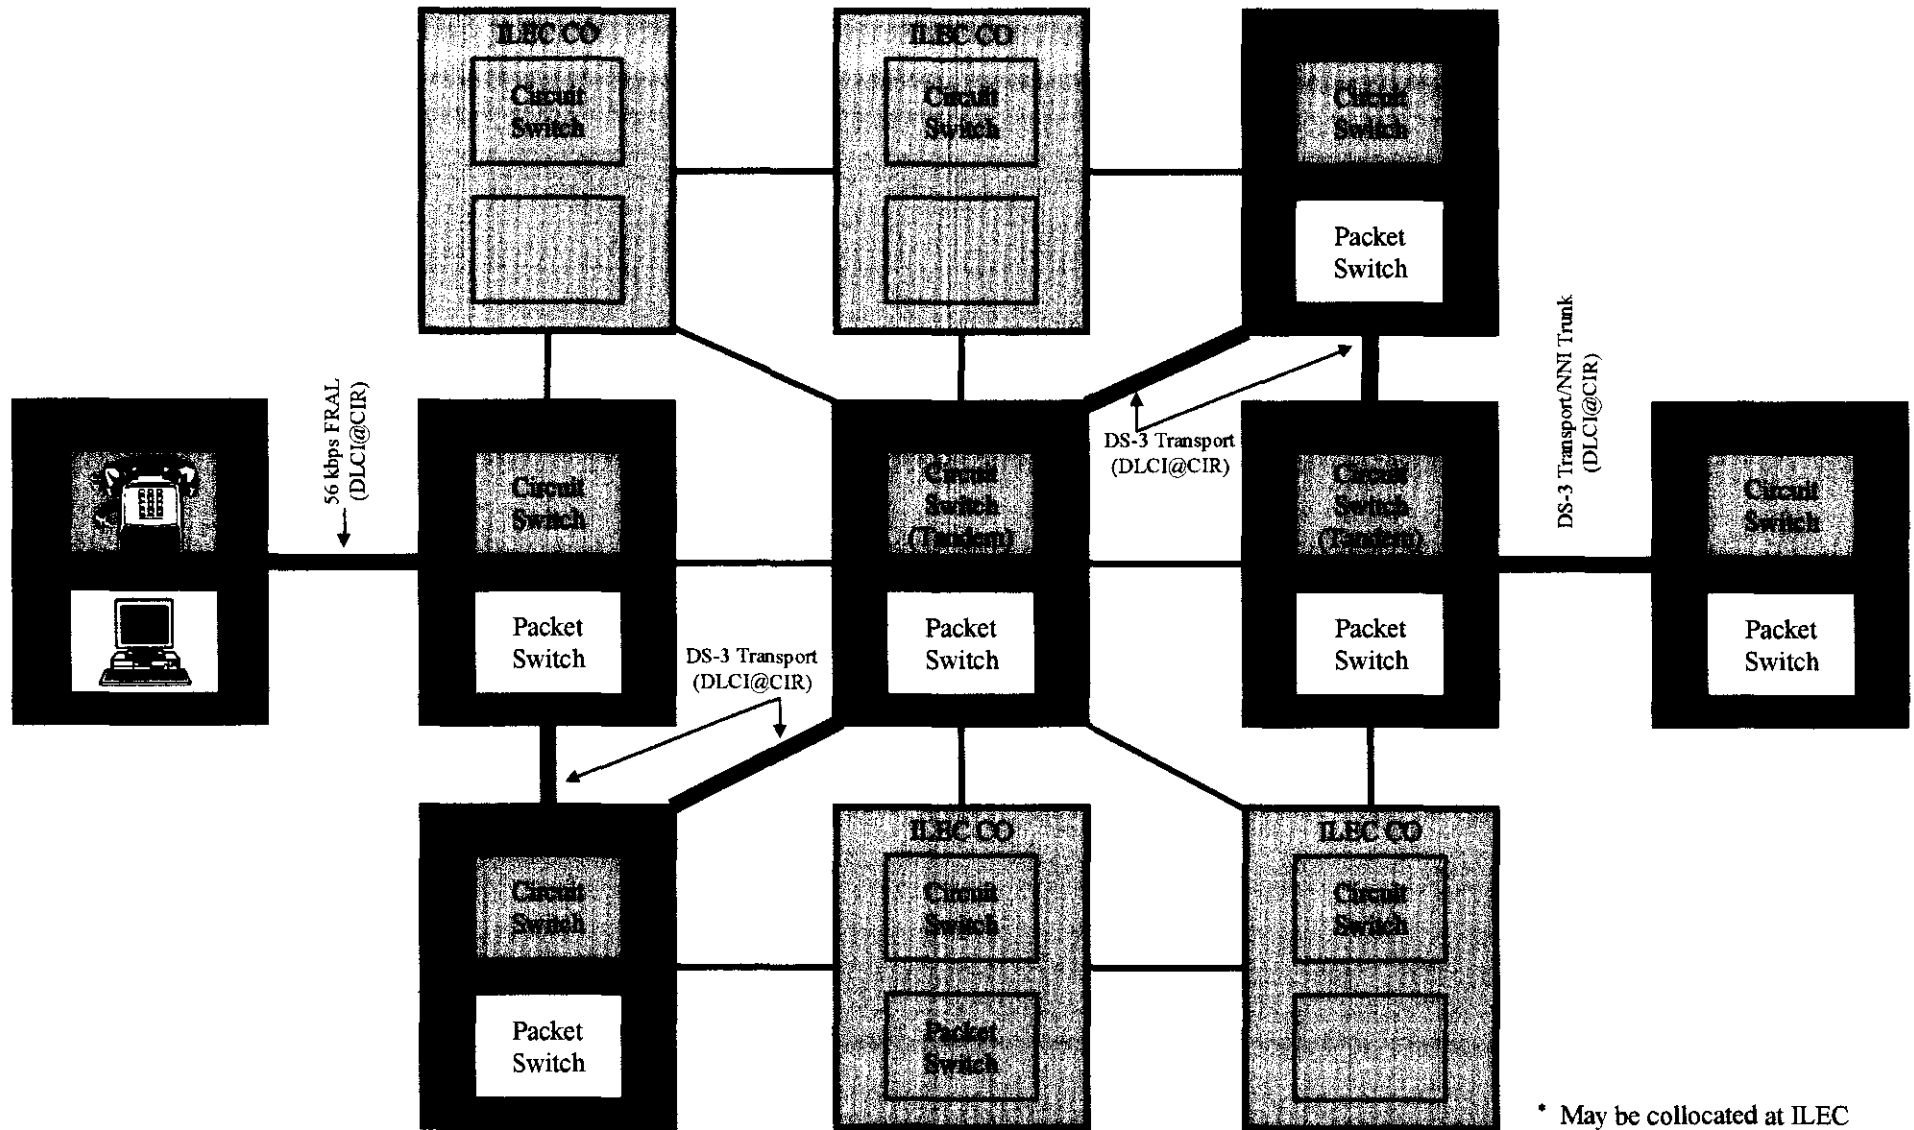 ILEC CO
Circuit
Switch
ILEC CO
Circuit
Switch
Circuit
Switch
Packet
Switch
56 kbps FRAL
(DLCI@CIR)
Circuit
Switch
Packet
Switch
Circuit
Switch
(Tandem)
Packet
Switch
DS-3 Transport
(DLCI@CIR)
Circuit
Switch
(Tandem)
Packet
Switch
DS-3 Transport/NNI Trunk
(DLCI@CIR)
Circuit
Switch
Packet
Switch
DS-3 Transport
(DLCI@CIR)
Circuit
Switch
Packet
Switch
ILEC CO
Circuit
Switch
Packet
Switch
ILEC CO
Circuit
Switch
* May be collocated at ILEC